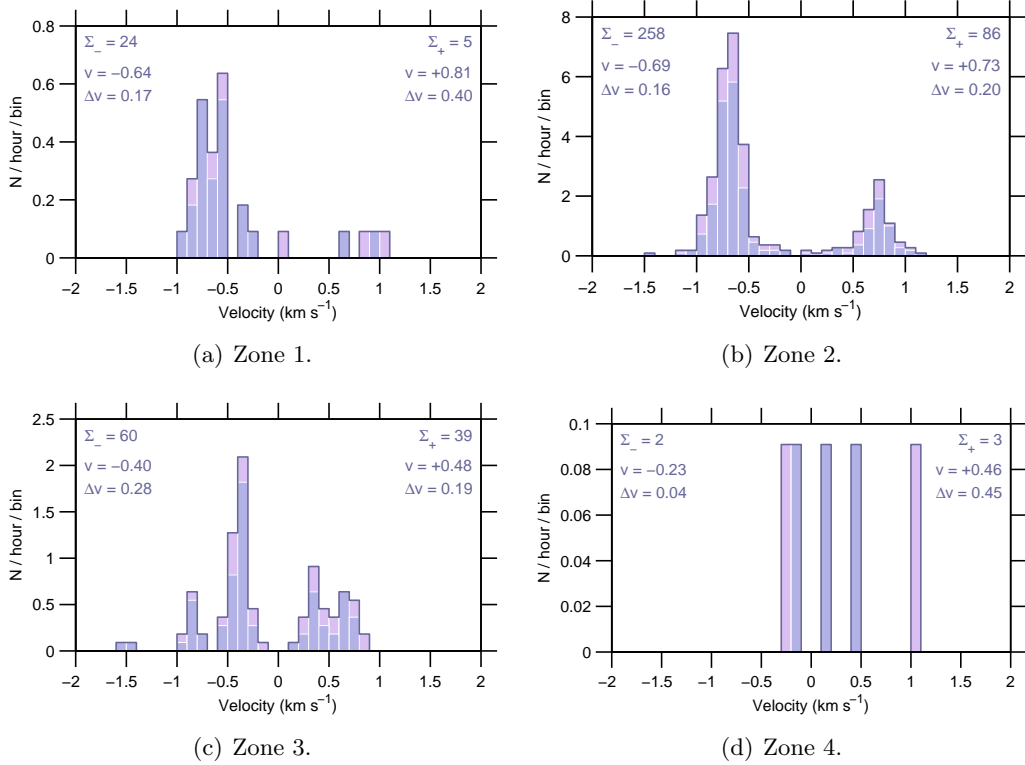 0.8
0.6
0.4
0.2
0
N / hour / bin
Σ− = 24
v = −0.64
Δv = 0.17
Σ+ = 5
v = +0.81
Δv = 0.40
−2 −1.5 −1 −0.5 0 0.5 1 1.5 2
Velocity (km s−1)
(a) Zone 1.
8
6
4
2
0
N / hour / bin
Σ− = 258
v = −0.69
Δv = 0.16
Σ+ = 86
v = +0.73
Δv = 0.20
−2 −1.5 −1 −0.5 0 0.5 1 1.5 2
Velocity (km s−1)
(b) Zone 2.
2.5
2
1.5
1
0.5
0
N / hour / bin
Σ− = 60
v = −0.40
Δv = 0.28
Σ+ = 39
v = +0.48
Δv = 0.19
−2 −1.5 −1 −0.5 0 0.5 1 1.5 2
Velocity (km s−1)
(c) Zone 3.
0.1
0.08
0.06
0.04
0.02
0
N / hour / bin
Σ− = 2
v = −0.23
Δv = 0.04
Σ+ = 3
v = +0.46
Δv = 0.45
−2 −1.5 −1 −0.5 0 0.5 1 1.5 2
Velocity (km s−1)
(d) Zone 4.